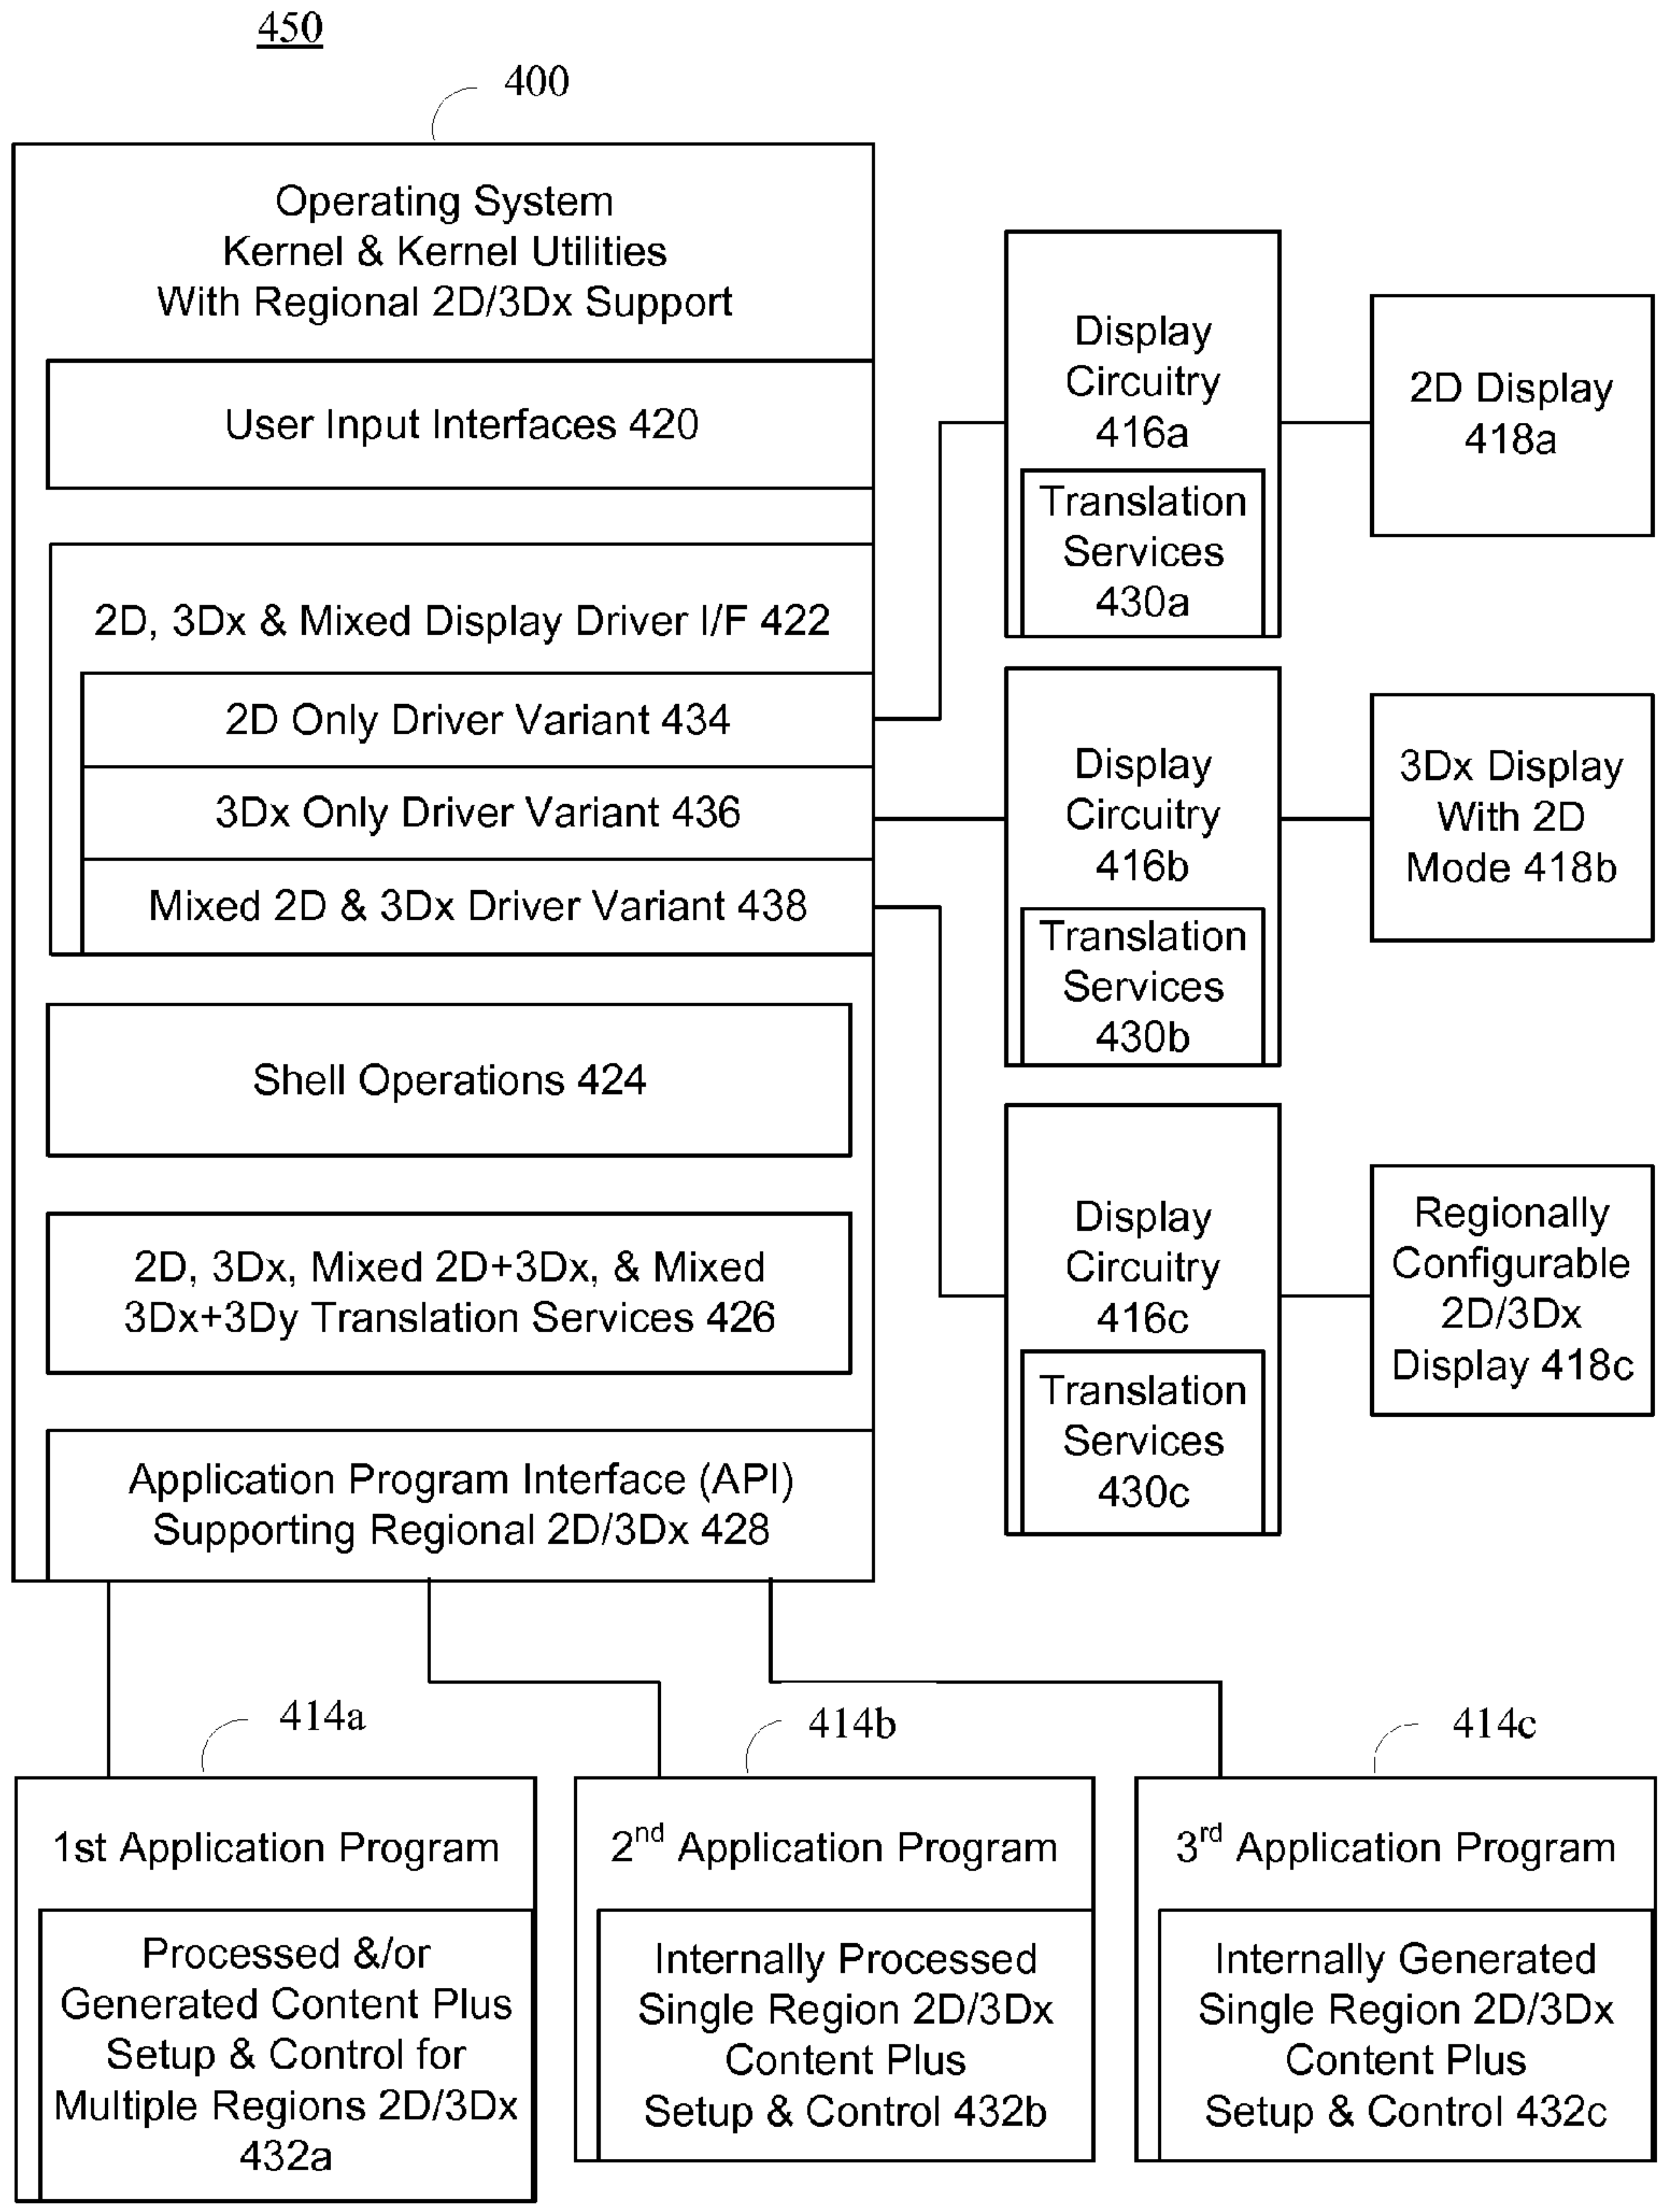 450
400
Operating System
Kernel & Kernel Utilities
With Regional 2D/3Dx Support
User Input Interfaces 420
2D, 3Dx & Mixed Display Driver I/F 422
2D Only Driver Variant 434
3Dx Only Driver Variant 436
Mixed 2D & 3Dx Driver Variant 438
Shell Operations 424
2D, 3Dx, Mixed 2D+3Dx, & Mixed
3Dx+3Dy Translation Services 426
Application Program Interface (API)
Supporting Regional 2D/3Dx 428
Display
Circuitry
416a
Translation
Services
430a
2D Display
418a
Display
Circuitry
416b
Translation
Services
430b
3Dx Display
With 2D
Mode 418b
Display
Circuitry
416c
Translation
Services
430c
Regionally
Configurable
2D/3Dx
Display 418c
414a
1st Application Program
Processed &/or
Generated Content Plus
Setup & Control for
Multiple Regions 2D/3Dx
432a
414b
2nd Application Program
Internally Processed
Single Region 2D/3Dx
Content Plus
Setup & Control 432b
414c
3rd Application Program
Internally Generated
Single Region 2D/3Dx
Content Plus
Setup & Control 432c